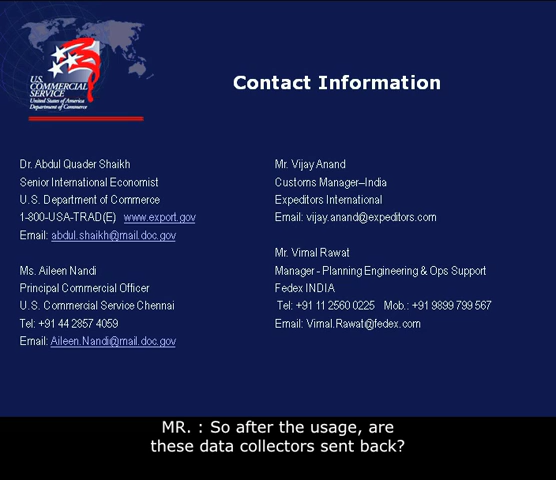 U.S.
COMMERCIAL
SERVICE
United States of America
Department of Commerce
Contact Information
Dr. Abdul Quader Shaikh
Senior International Economist
U.S. Department of Commerce
1-800-USA-TRAD(E) www.export.gov
Email: abdul.shaikh@mail.doc.gov
Ms. Aileen Nandi
Principal Commercial Officer
U.S. Commercial Service Chennai
Tel: +91 44 2857 4059
Email: Aileen.Nandi@mail.doc.gov
Mr. Vijay Anand
Customs Manager–India
Expeditors International
Email: vijay.anand@expeditors.com
Mr. Vimal Rawat
Manager - Planning Engineering & Ops Support
Fedex INDIA
Tel: +91 11 2560 0225 Mob.: +91 9899 799 567
Email: Vimal.Rawat@fedex.com
MR. : So after the usage, are
these data collectors sent back?